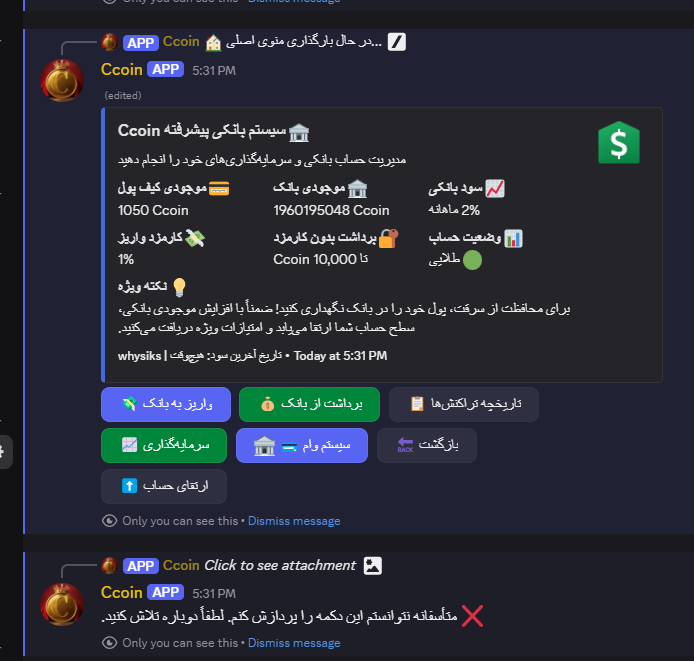 Only you can see this • Dismiss message
APP Ccoin 🏠 در حال بارگذاری منوی اصلی...
Ccoin APP 5:31 PM
(edited)
🏛️ سیستم بانکی پیشرفته Ccoin
مدیریت حساب بانکی و سرمایه‌گذاری‌های خود را انجام دهید
💳 موجودی کیف پول
1050 Ccoin
🏛️ موجودی بانک
1960195048 Ccoin
📈 سود بانکی
2% ماهانه
💸 کارمزد واریز
1%
🔐 برداشت بدون کارمزد
تا 10,000 Ccoin
📊 وضعیت حساب
🟢 طلایی
💡 نکته ویژه
برای محافظت از سرقت، پول خود را در بانک نگهداری کنید! ضمناً با افزایش موجودی بانکی،
سطح حساب شما ارتقا می‌یابد و امتیازات ویژه دریافت می‌کنید.
whysiks | تاریخ آخرین سود: هیچ‌وقت • Today at 5:31 PM
واریز به بانک 💸
برداشت از بانک 💰
تاریخچه تراکنش‌ها 📋
سرمایه‌گذاری 💹
سیستم وام 💳 🏛️
بازگشت 🔙
ارتقای حساب ⬆️
Only you can see this • Dismiss message
APP Ccoin Click to see attachment
Ccoin APP 5:31 PM
❌ متأسفانه نتوانستم این دکمه را پردازش کنم. لطفاً دوباره تلاش کنید.
Only you can see this • Dismiss message